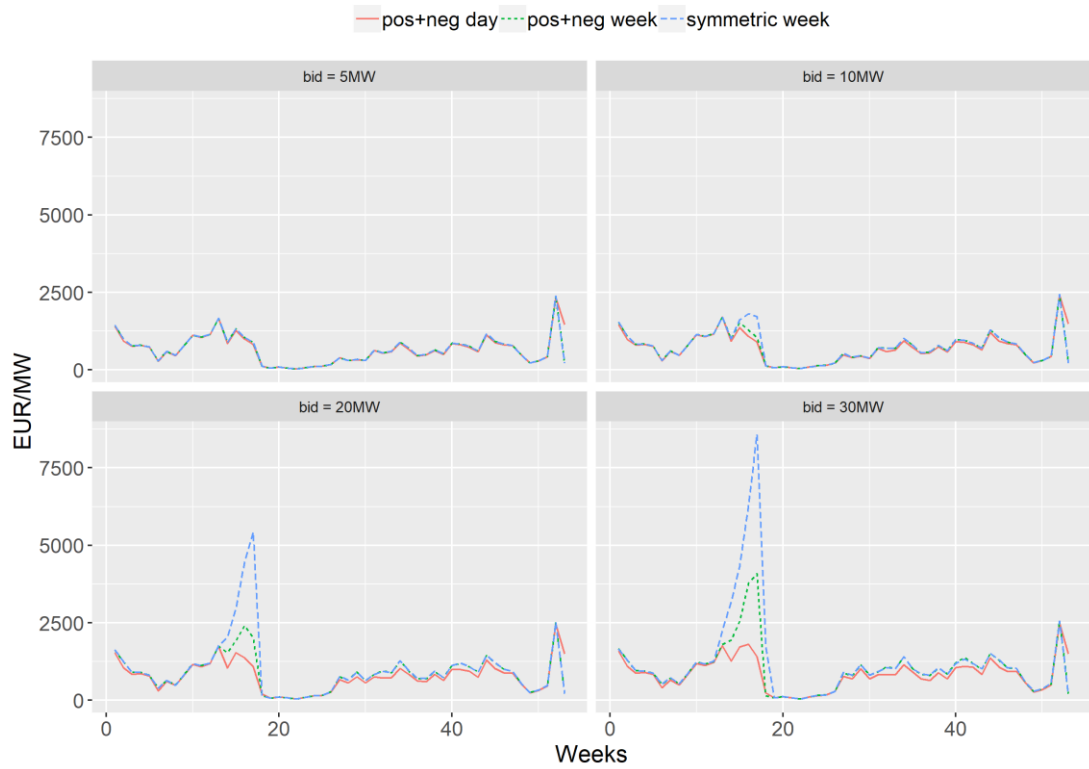 pos+neg day pos+neg week symmetric week
bid = 5MW bid = 10MW
7500
5000
2500
0
bid = 20MW bid = 30MW
7500
5000
2500
0
EUR/MW
0 20 40 0 20 40
Weeks